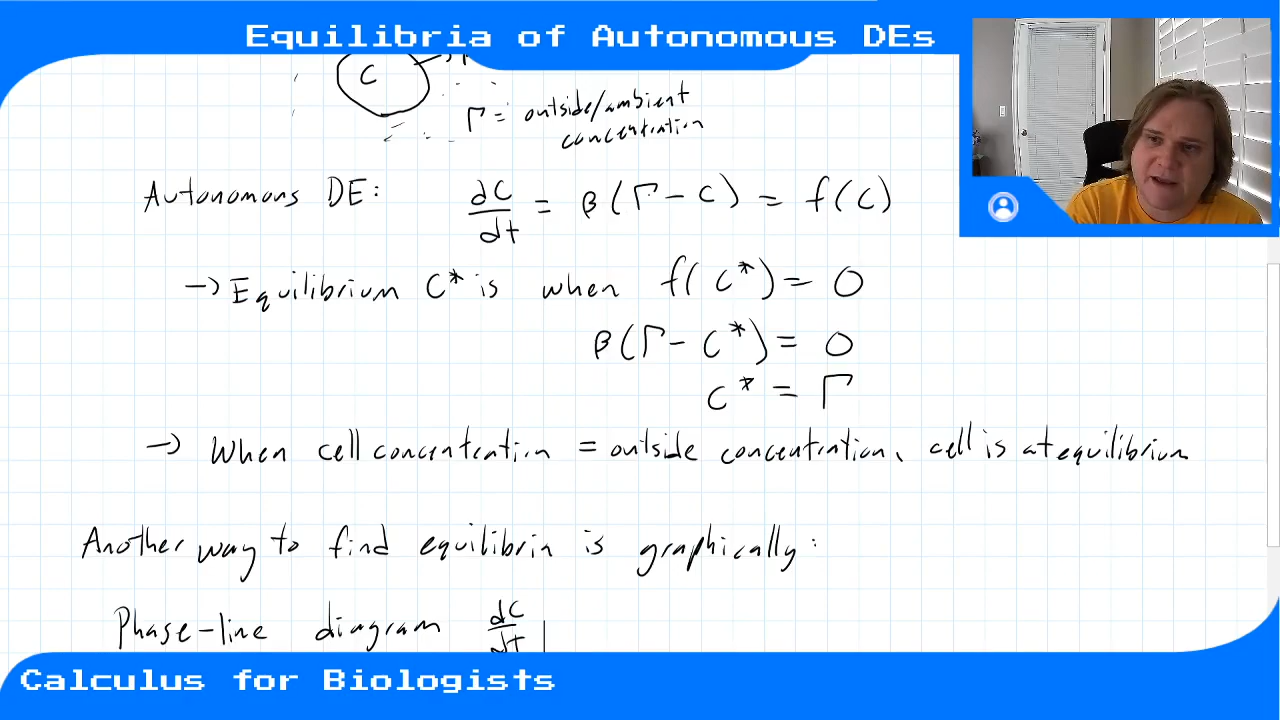 Equilibria of Autonomous DEs
C
Γ = outside/ambient
concentration
Autonomous DE: dC/dt = β(Γ - C) = f(C)
→ Equilibrium C* is when f(C*) = 0
β(Γ - C*) = 0
C* = Γ
→ When cell concentration = outside concentration, cell is at equilibrium
Another way to find equilibria is graphically:
Phase-line diagram dC/dt
Calculus for Biologists